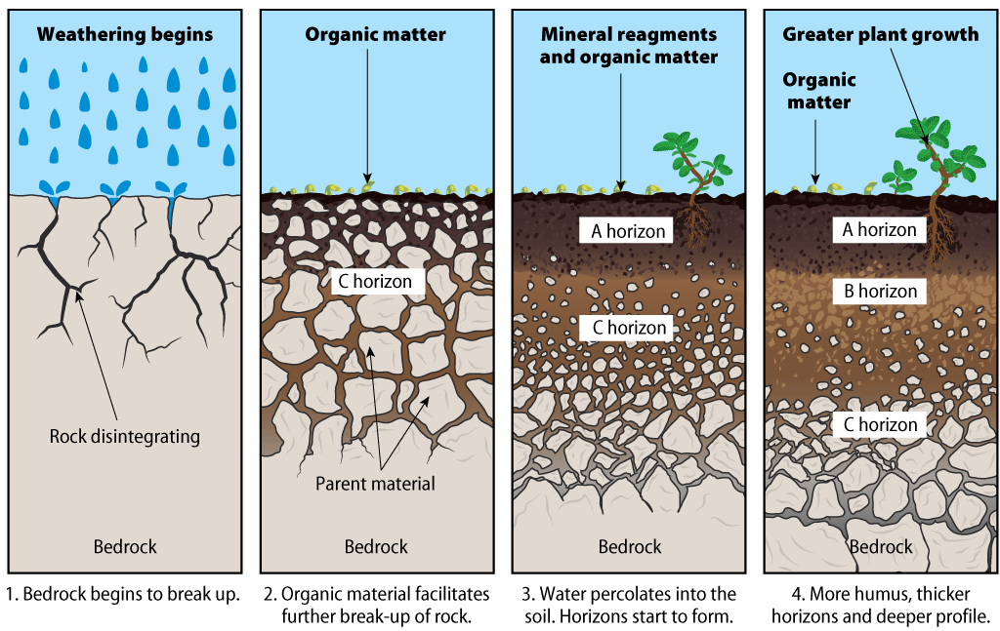 Weathering begins
Rock disintegrating
Bedrock
1. Bedrock begins to break up.
Organic matter
C horizon
Parent material
Bedrock
2. Organic material facilitates
further break-up of rock.
Mineral reagments
and organic matter
A horizon
C horizon
Bedrock
3. Water percolates into the
soil. Horizons start to form.
Greater plant growth
Organic
matter
A horizon
B horizon
C horizon
Bedrock
4. More humus, thicker
horizons and deeper profile.